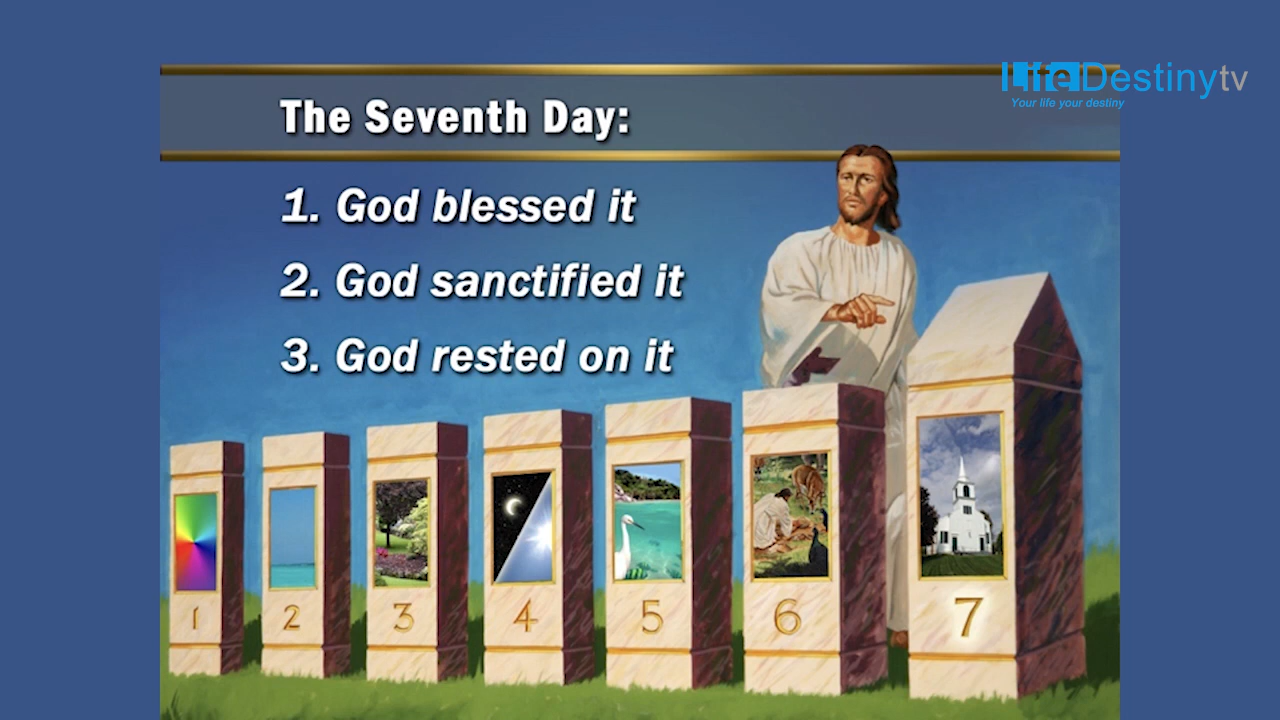 LifeDestinytv
Your life your destiny
The Seventh Day:
1. God blessed it
2. God sanctified it
3. God rested on it
1 2 3 4 5 6 7